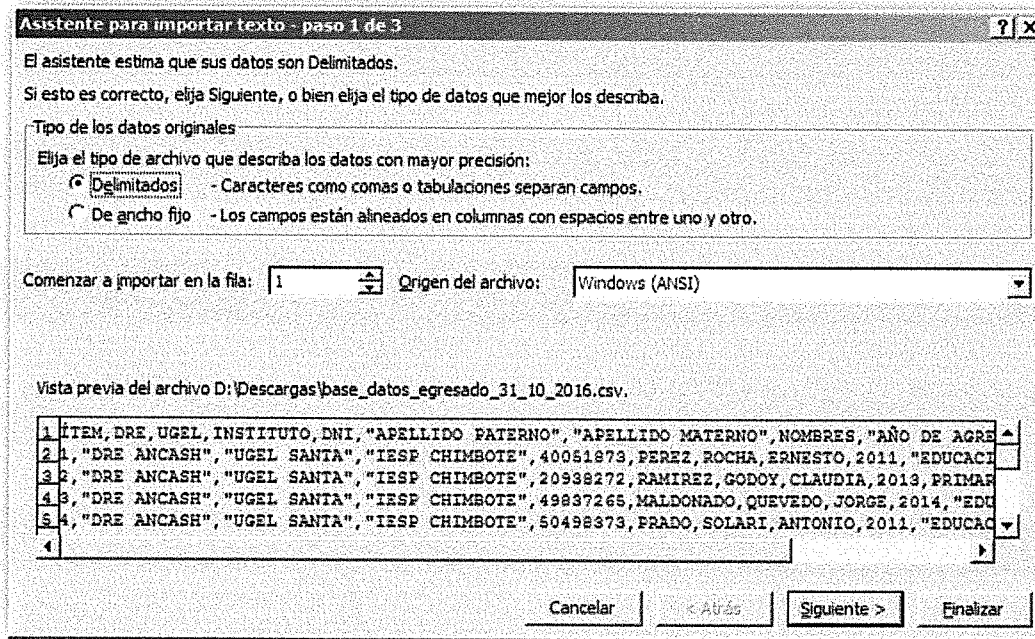 Asistente para importar texto - paso 1 de 3
El asistente estima que sus datos son Delimitados.
Si esto es correcto, elija Siguiente, o bien elija el tipo de datos que mejor los describa.
Tipo de los datos originales
Elija el tipo de archivo que describa los datos con mayor precisión:
Delimitados - Caracteres como comas o tabulaciones separan campos.
De ancho fijo - Los campos están alineados en columnas con espacios entre uno y otro.
Comenzar a importar en la fila: 1 Origen del archivo: Windows (ANSI)
Vista previa del archivo D:\Descargas\base_datos_egresado_31_10_2016.csv.
1 ÍTEM,DRE,UGEL,INSTITUTO,DNI,"APELLIDO PATERNO","APELLIDO MATERNO",NOMBRES,"AÑO DE AGRE
2 1,"DRE ANCASH","UGEL SANTA","IESP CHIMBOTE",40051873,PEREZ,ROCHA,ERNESTO,2011,"EDUCACI
3 2,"DRE ANCASH","UGEL SANTA","IESP CHIMBOTE",20938272,RAMIREZ,GODOY,CLAUDIA,2013,PRIMAR
4 3,"DRE ANCASH","UGEL SANTA","IESP CHIMBOTE",49837265,MALDONADO,QUEVEDO,JORGE,2014,"EDU
5 4,"DRE ANCASH","UGEL SANTA","IESP CHIMBOTE",50498373,PRADO,SOLARI,ANTONIO,2011,"EDUCAC
Cancelar < Atrás Siguiente > Finalizar